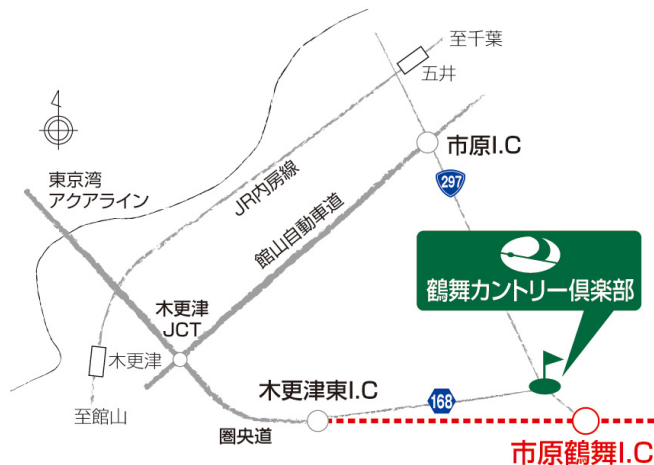 至千葉
五井
市原I.C
東京湾
アクアライン
JR内房線
館山自動車道
297
鶴舞カントリー倶楽部
木更津
JCT
木更津
木更津東I.C
168
至館山
圏央道
市原鶴舞I.C